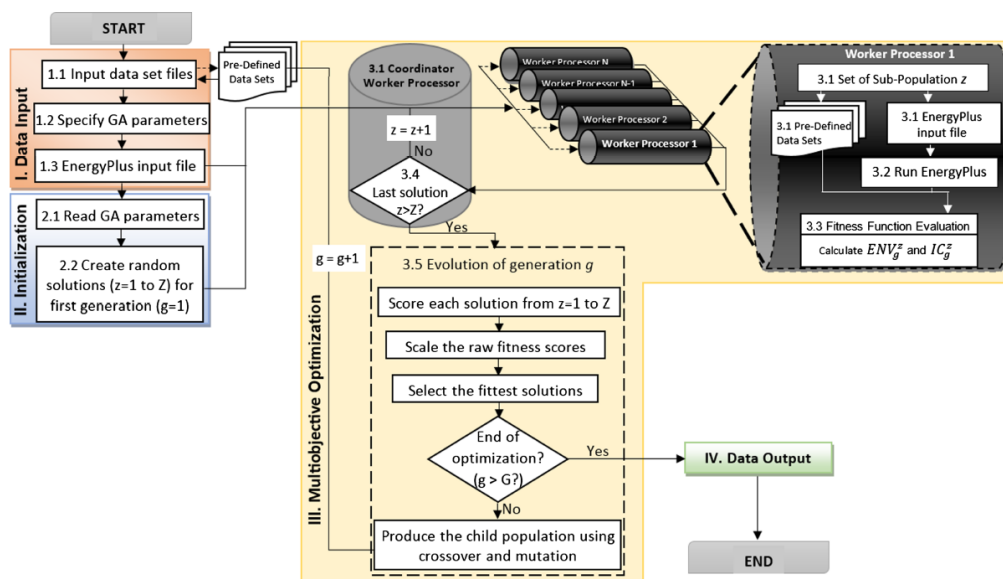 START
I. Data Input
1.1 Input data set files
Pre-Defined
Data Sets
1.2 Specify GA parameters
1.3 EnergyPlus input file
II. Initialization
2.1 Read GA parameters
2.2 Create random
solutions (z=1 to Z) for
first generation (g=1)
III. Multiobjective Optimization
g = g+1
3.1 Coordinator
Worker Processor
z = z+1
No
3.4
Last solution
z>Z?
Yes
Worker Processor N
Worker Processor N-1
Worker Processor 2
Worker Processor 1
Worker Processor 1
3.1 Set of Sub-Population z
3.1 Pre-Defined
Data Sets
3.1 EnergyPlus
input file
3.2 Run EnergyPlus
3.3 Fitness Function Evaluation
Calculate ENV_g^z and IC_g^z
3.5 Evolution of generation g
Score each solution from z=1 to Z
Scale the raw fitness scores
Select the fittest solutions
End of
optimization?
(g > G?)
Yes
No
Produce the child population using
crossover and mutation
IV. Data Output
END